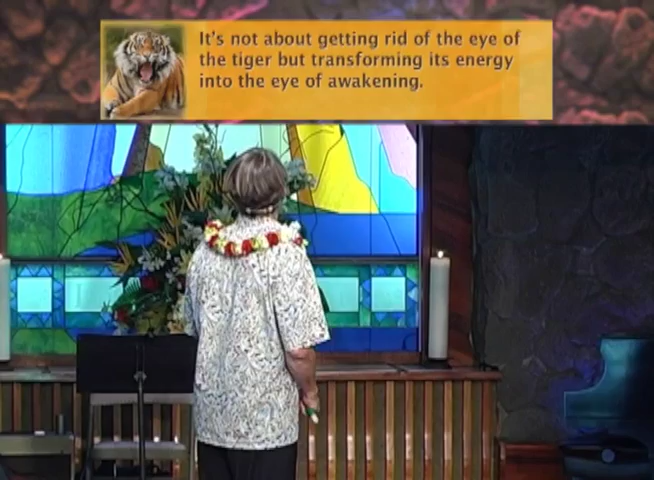 It's not about getting rid of the eye of
the tiger but transforming its energy
into the eye of awakening.